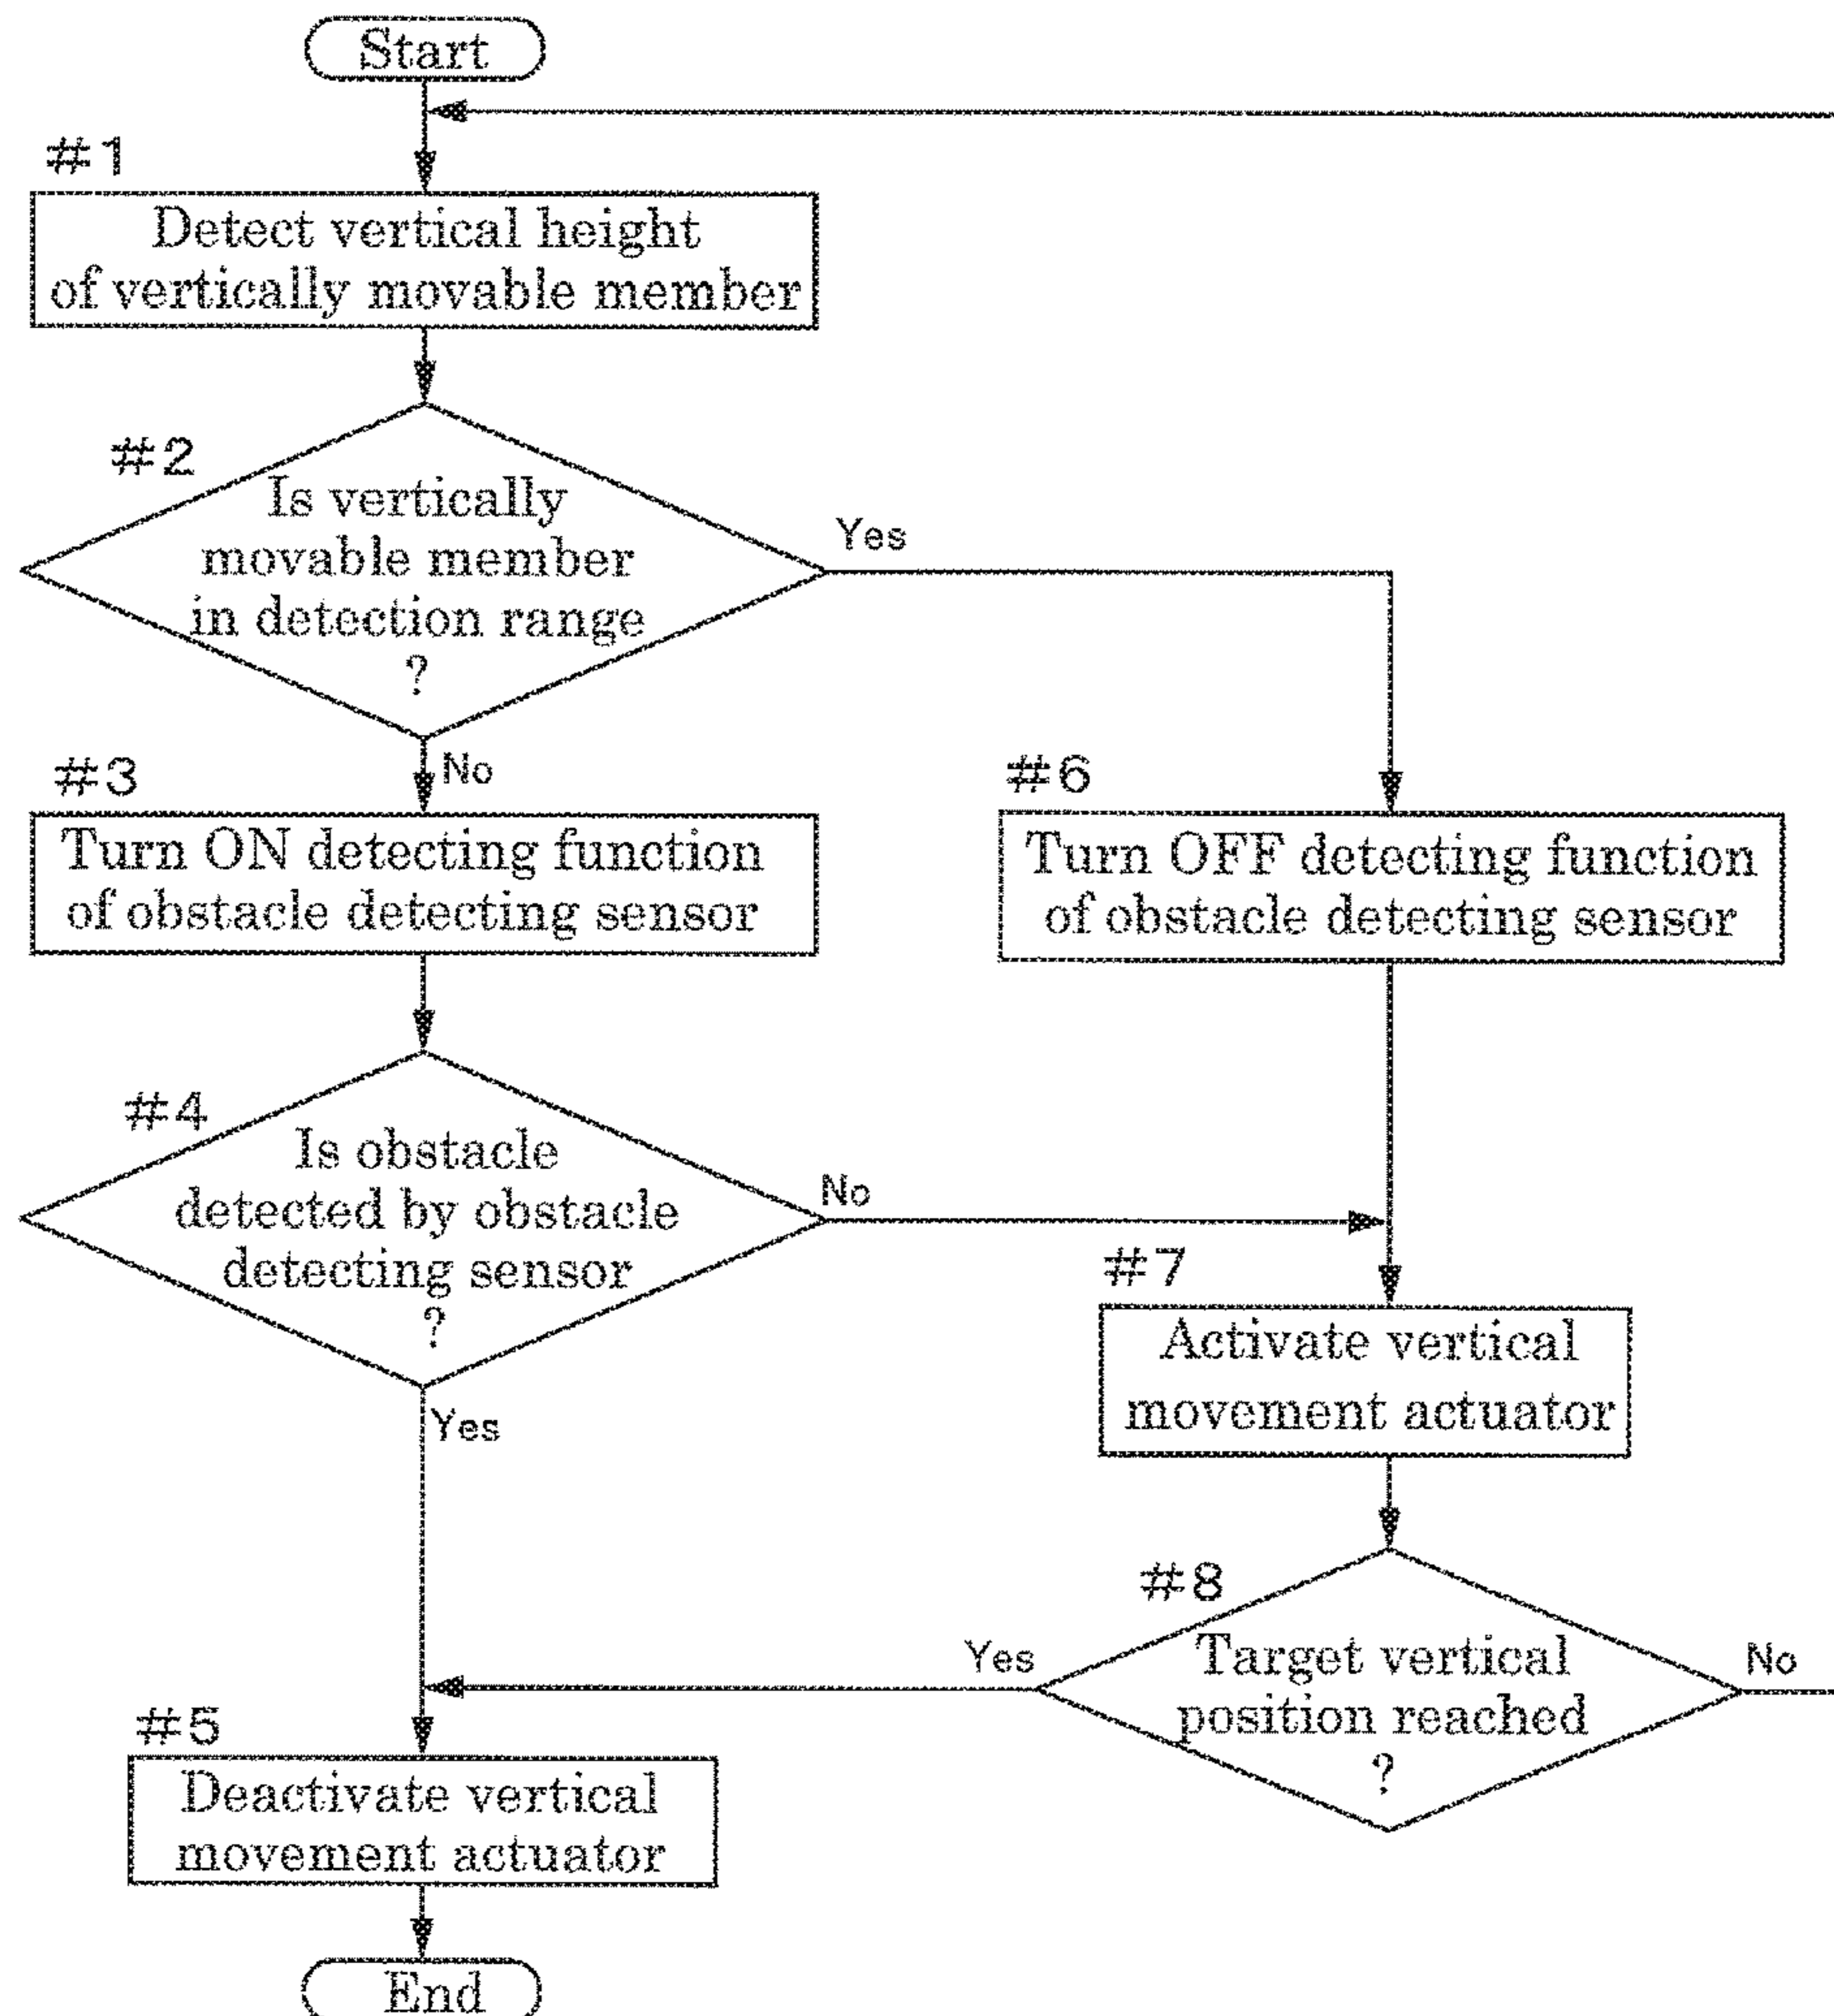 Start
#1
Detect vertical height
of vertically movable member
#2
Is vertically
movable member
in detection range
?
Yes
No
#3
Turn ON detecting function
of obstacle detecting sensor
#6
Turn OFF detecting function
of obstacle detecting sensor
#4
Is obstacle
detected by obstacle
detecting sensor
?
No
Yes
#7
Activate vertical
movement actuator
#8
Target vertical
position reached
?
Yes
No
#5
Deactivate vertical
movement actuator
End